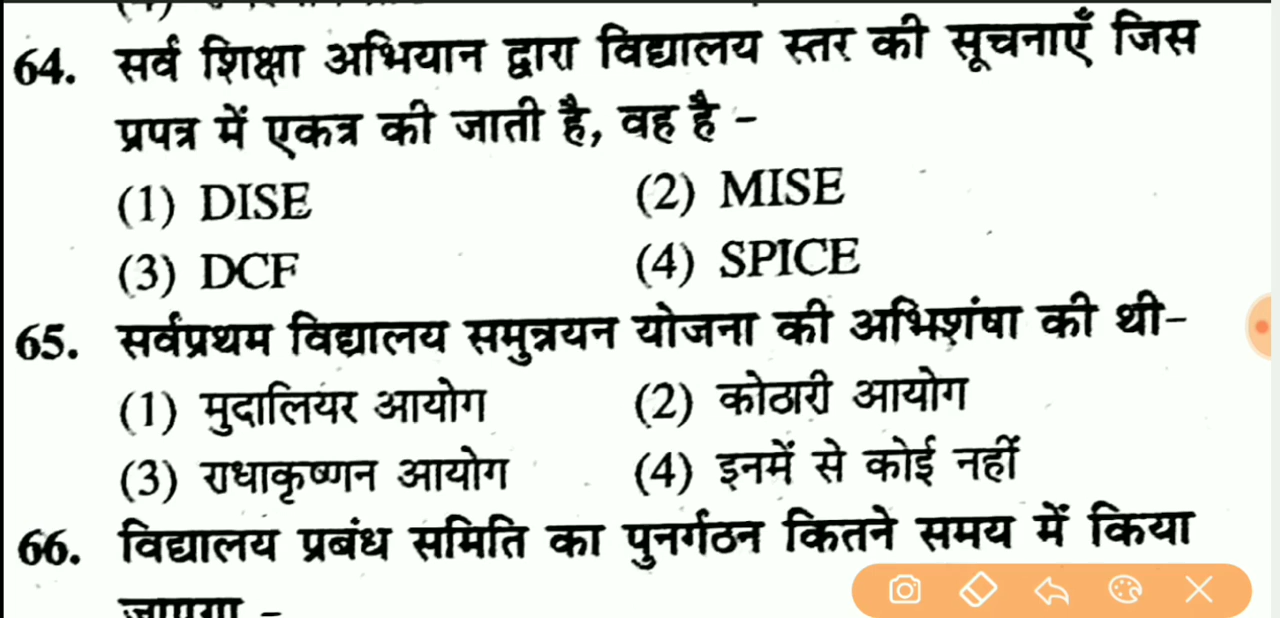 64. सर्व शिक्षा अभियान द्वारा विद्यालय स्तर की सूचनाएँ जिस
प्रपत्र में एकत्र की जाती है, वह है -
(1) DISE (2) MISE
(3) DCF (4) SPICE
65. सर्वप्रथम विद्यालय समुन्नयन योजना की अभिशंषा की थी-
(1) मुदालियर आयोग (2) कोठारी आयोग
(3) राधाकृष्णन आयोग (4) इनमें से कोई नहीं
66. विद्यालय प्रबंध समिति का पुनर्गठन कितने समय में किया
जाएगा -